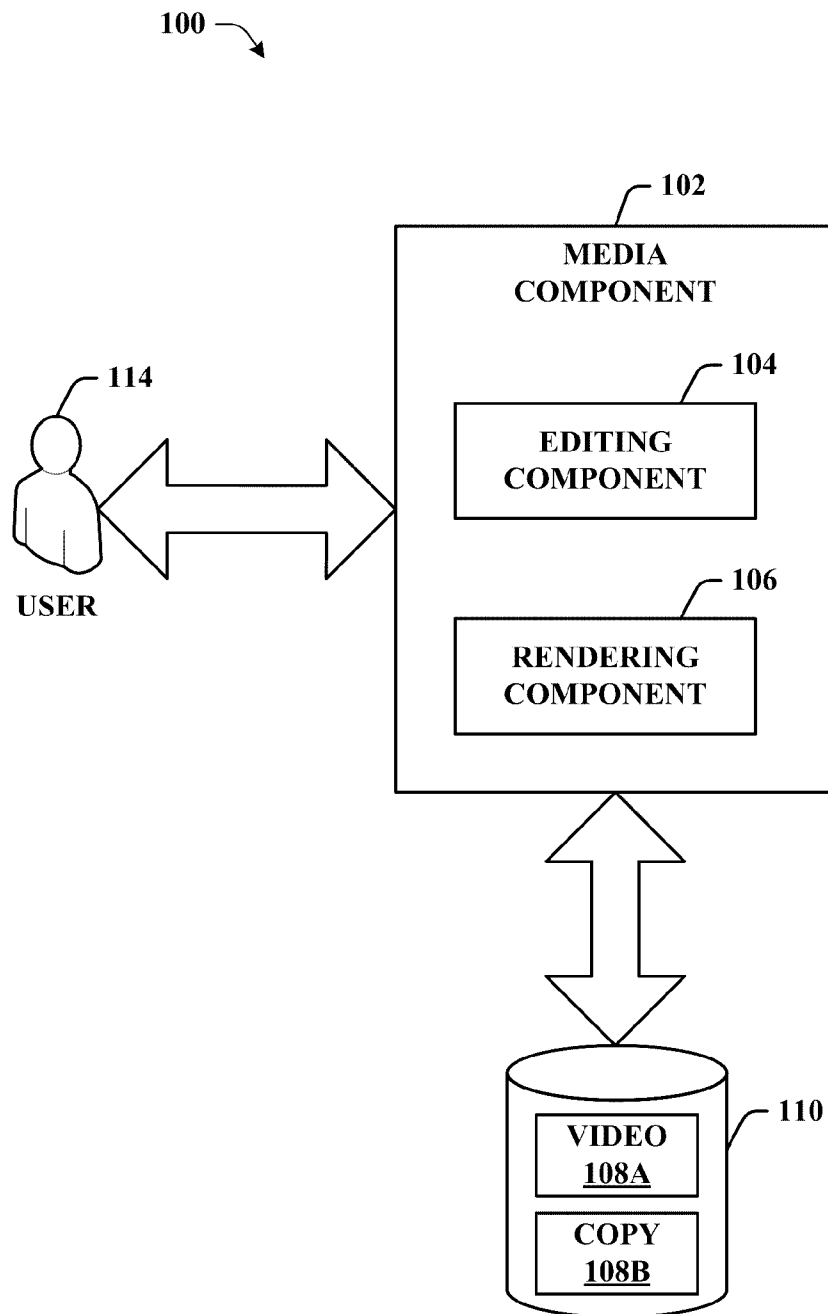 100
102
MEDIA
COMPONENT
104
EDITING
COMPONENT
114
USER
106
RENDERING
COMPONENT
110
VIDEO
108A
COPY
108B